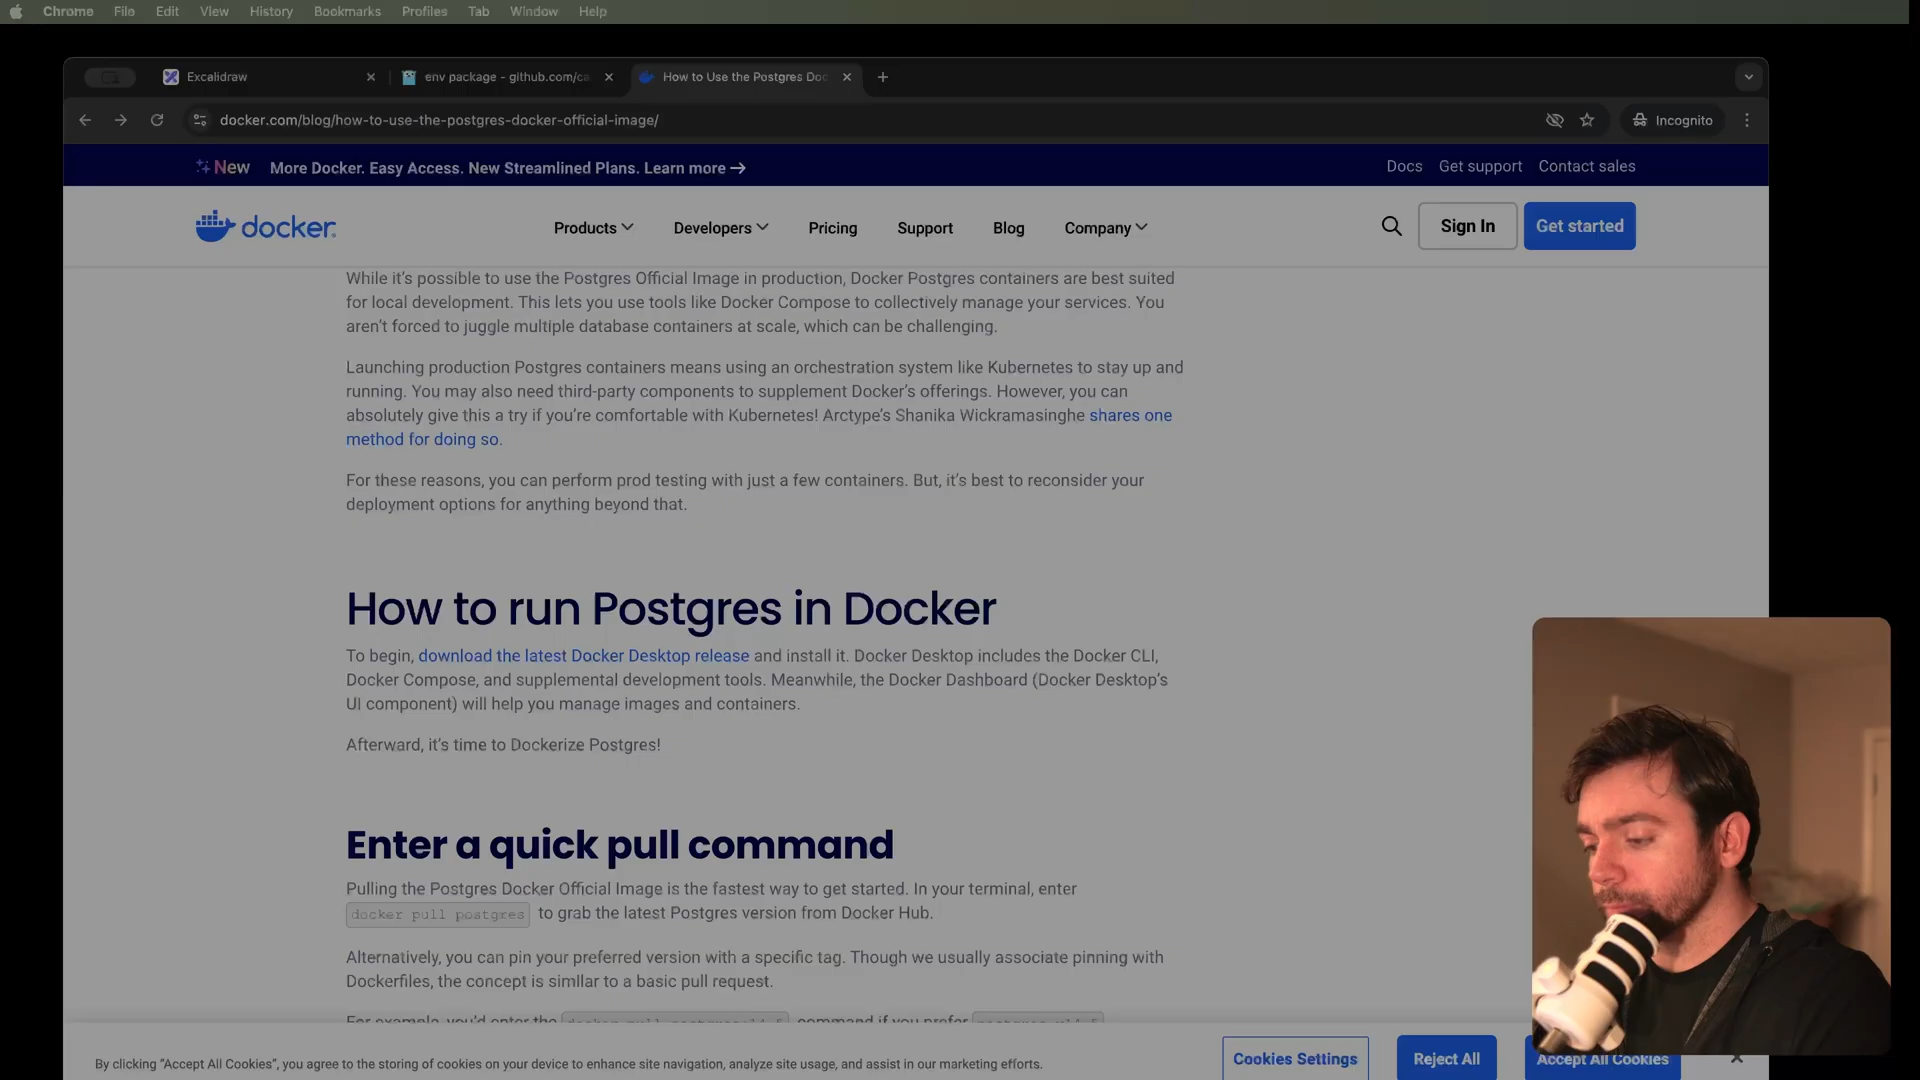 Chrome File Edit View History Bookmarks Profiles Tab Window Help
Excalidraw
env package - github.com/ca
How to Use the Postgres Doc
docker.com/blog/how-to-use-the-postgres-docker-official-image/
Incognito
New More Docker. Easy Access. New Streamlined Plans. Learn more →
Docs Get support Contact sales
docker
Products Developers Pricing Support Blog Company
Sign In
Get started
While it's possible to use the Postgres Official Image in production, Docker Postgres containers are best suited
for local development. This lets you use tools like Docker Compose to collectively manage your services. You
aren't forced to juggle multiple database containers at scale, which can be challenging.
Launching production Postgres containers means using an orchestration system like Kubernetes to stay up and
running. You may also need third-party components to supplement Docker's offerings. However, you can
absolutely give this a try if you're comfortable with Kubernetes! Arctype's Shanika Wickramasinghe shares one
method for doing so.
For these reasons, you can perform prod testing with just a few containers. But, it's best to reconsider your
deployment options for anything beyond that.
How to run Postgres in Docker
To begin, download the latest Docker Desktop release and install it. Docker Desktop includes the Docker CLI,
Docker Compose, and supplemental development tools. Meanwhile, the Docker Dashboard (Docker Desktop's
UI component) will help you manage images and containers.
Afterward, it's time to Dockerize Postgres!
Enter a quick pull command
Pulling the Postgres Docker Official Image is the fastest way to get started. In your terminal, enter
docker pull postgres to grab the latest Postgres version from Docker Hub.
Alternatively, you can pin your preferred version with a specific tag. Though we usually associate pinning with
Dockerfiles, the concept is similar to a basic pull request.
For example, you'd enter the command if you prefer
By clicking "Accept All Cookies", you agree to the storing of cookies on your device to enhance site navigation, analyze site usage, and assist in our marketing efforts.
Cookies Settings
Reject All
Accept All Cookies